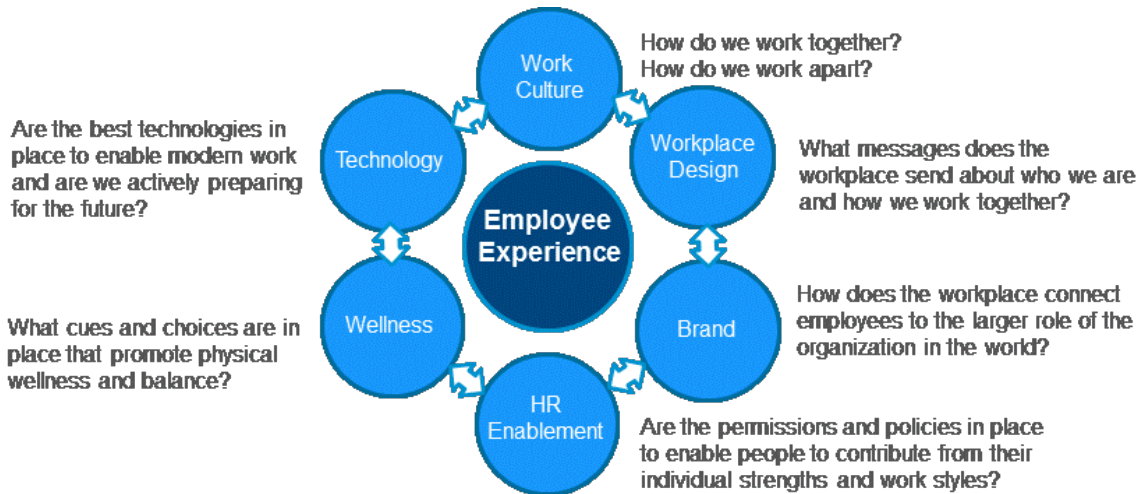 How do we work together?
How do we work apart?
Work
Culture
Workplace
Design
What messages does the
workplace send about who we are
and how we work together?
Are the best technologies in
place to enable modern work
and are we actively preparing
for the future?
Technology
Employee
Experience
How does the workplace connect
employees to the larger role of the
organization in the world?
Brand
Wellness
What cues and choices are in
place that promote physical
wellness and balance?
HR
Enablement
Are the permissions and policies in place
to enable people to contribute from their
individual strengths and work styles?